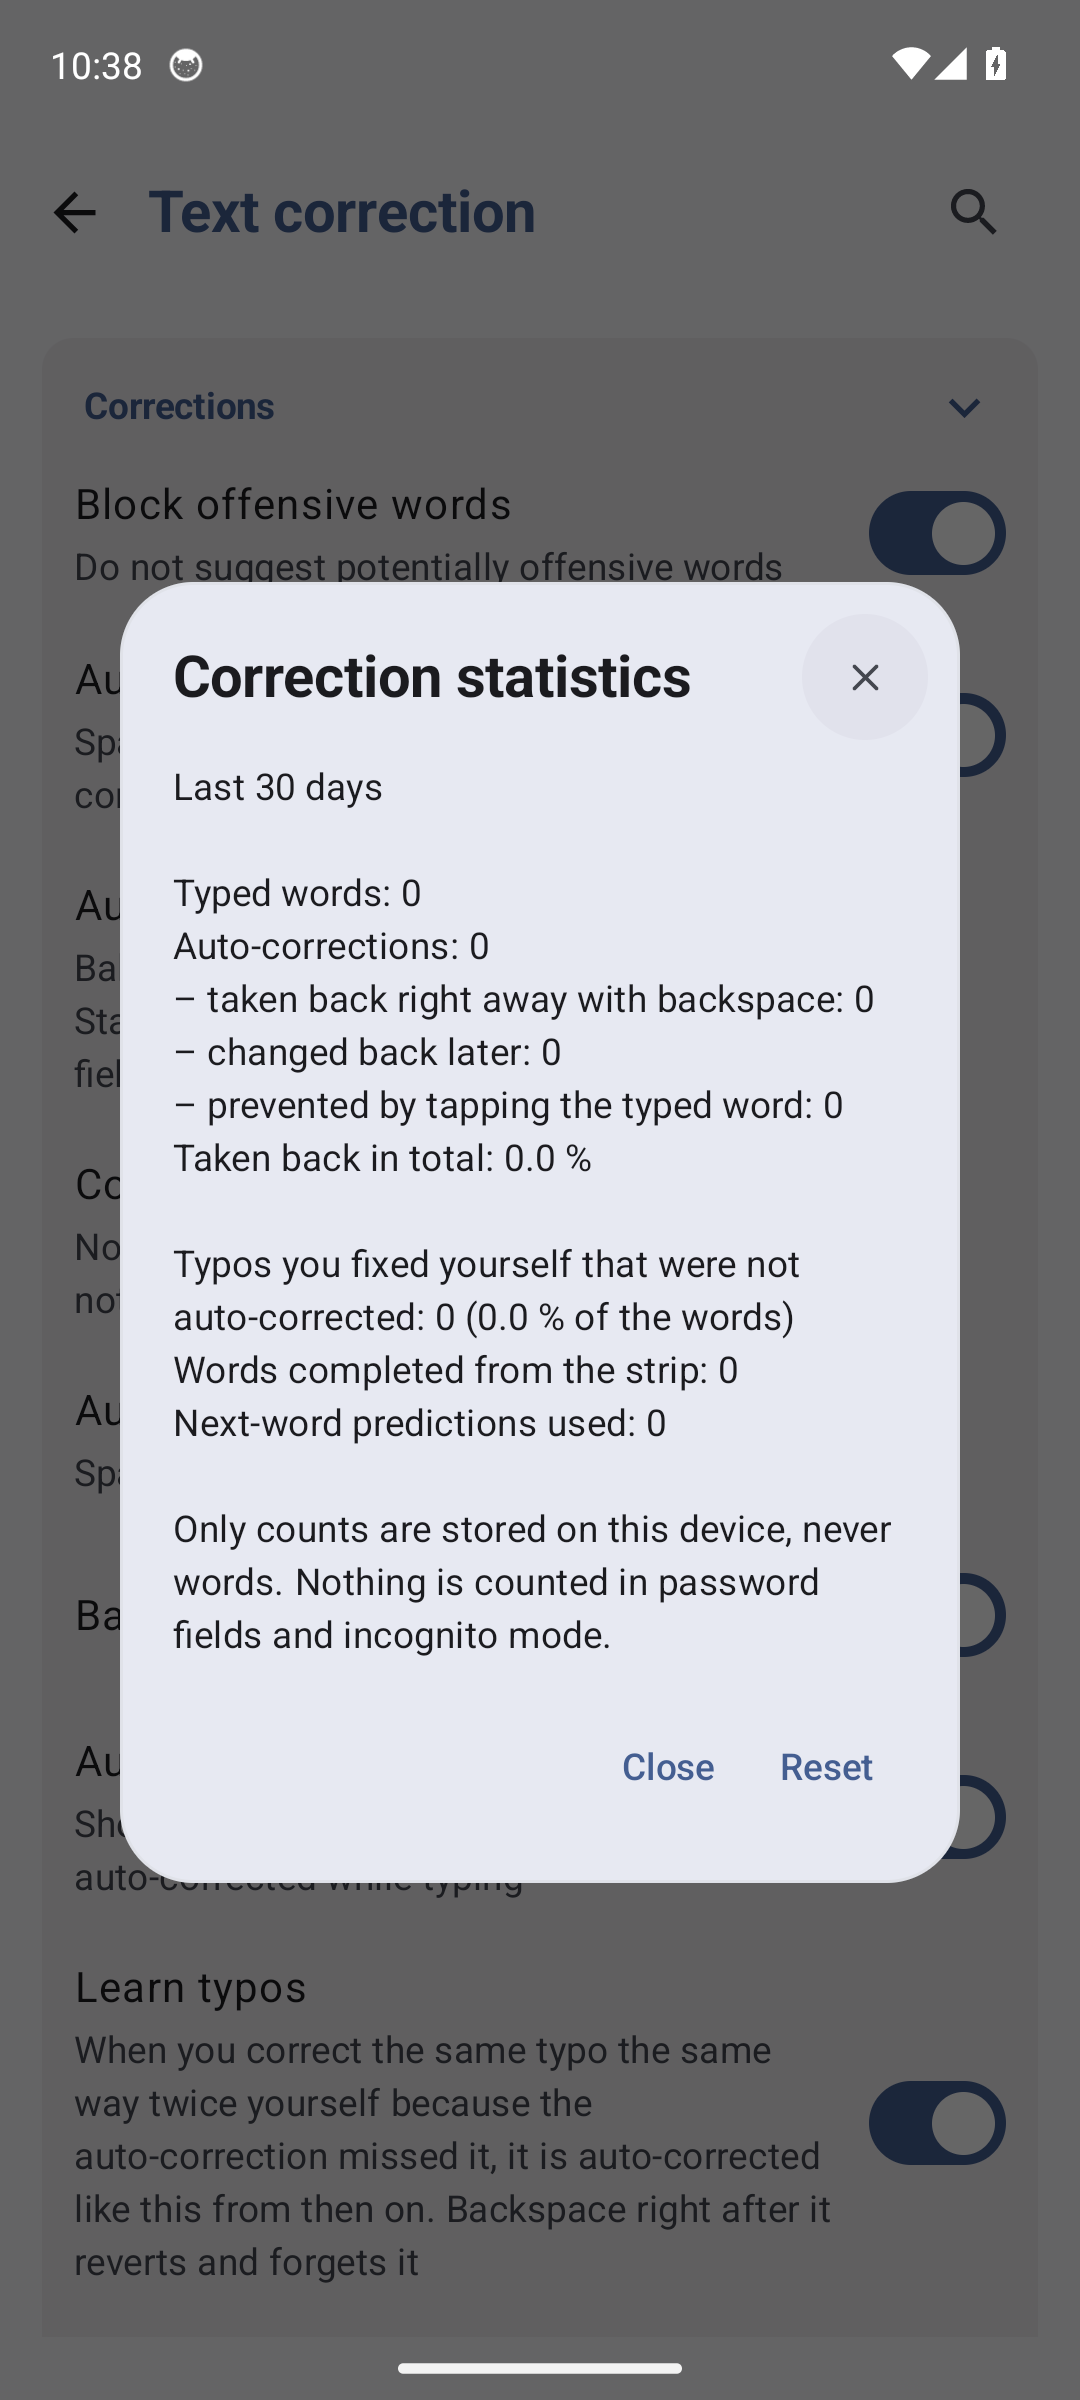 10:38
Text correction
Corrections
Block offensive words
Do not suggest potentially offensive words
Correction statistics
Last 30 days
Typed words: 0
Auto-corrections: 0
– taken back right away with backspace: 0
– changed back later: 0
– prevented by tapping the typed word: 0
Taken back in total: 0.0 %
Typos you fixed yourself that were not
auto-corrected: 0 (0.0 % of the words)
Words completed from the strip: 0
Next-word predictions used: 0
Only counts are stored on this device, never
words. Nothing is counted in password
fields and incognito mode.
Close Reset
auto-corrected while typing
Learn typos
When you correct the same typo the same
way twice yourself because the
auto-correction missed it, it is auto-corrected
like this from then on. Backspace right after it
reverts and forgets it